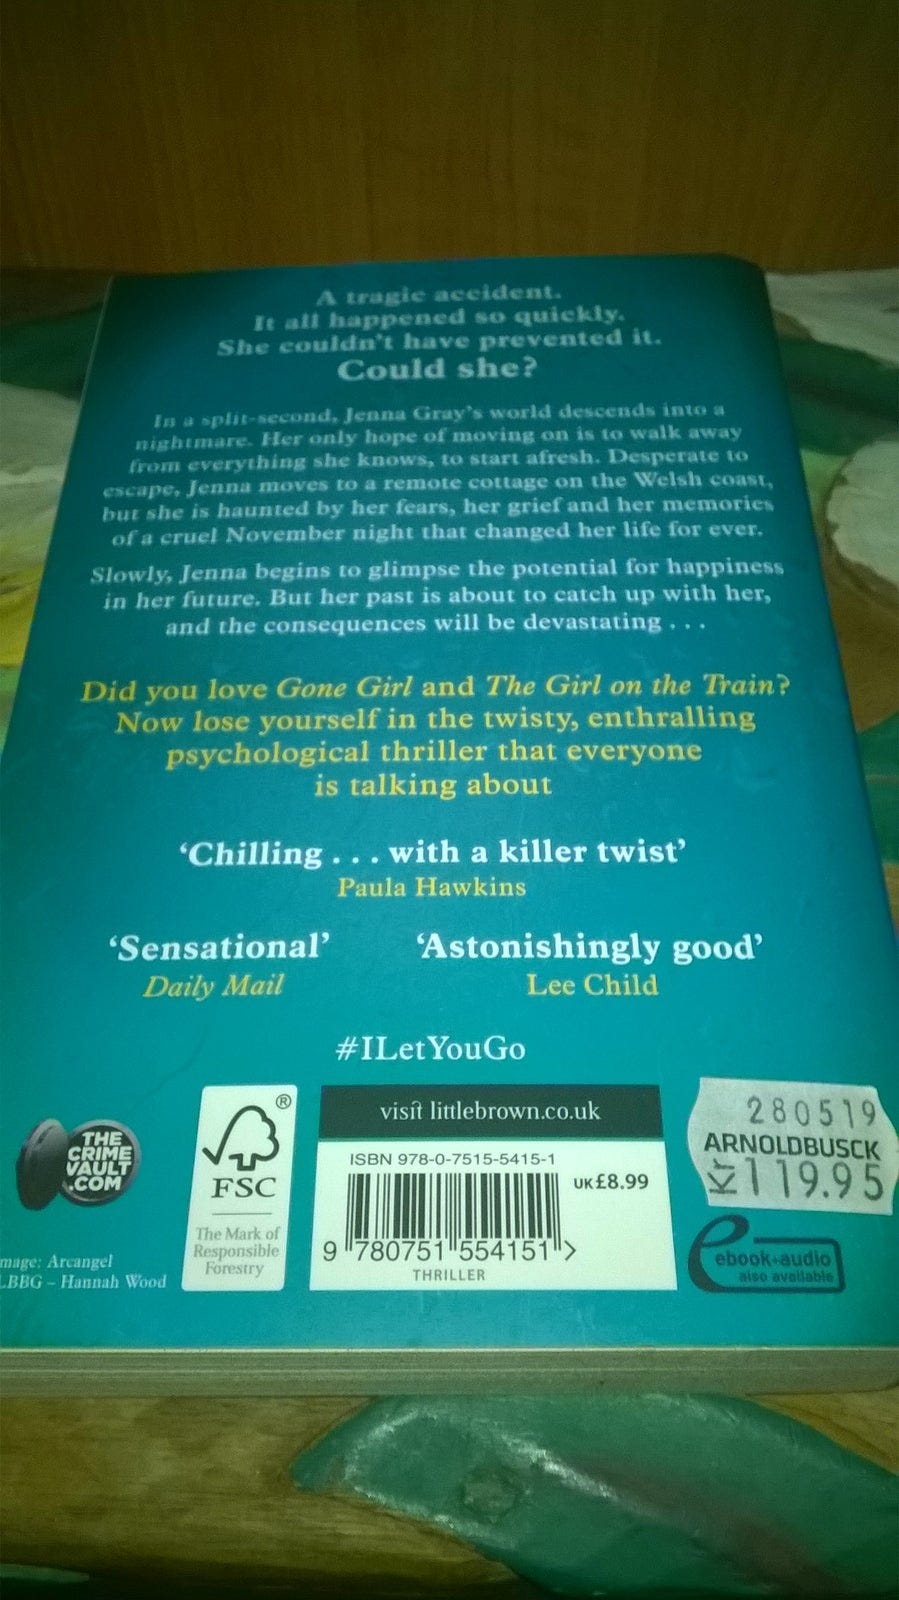 A tragic accident.
It all happened so quickly.
She couldn't have prevented it.
Could she?
In a split-second, Jenna Gray's world descends into a
nightmare. Her only hope of moving on is to walk away
from everything she knows, to start afresh. Desperate to
escape, Jenna moves to a remote cottage on the Welsh coast,
but she is haunted by her fears, her grief and her memories
of a cruel November night that changed her life for ever.
Slowly, Jenna begins to glimpse the potential for happiness
in her future. But her past is about to catch up with her,
and the consequences will be devastating . . .
Did you love Gone Girl and The Girl on the Train?
Now lose yourself in the twisty, enthralling
psychological thriller that everyone
is talking about
‘Chilling . . . with a killer twist’
Paula Hawkins
‘Sensational’
Daily Mail
‘Astonishingly good’
Lee Child
#ILetYouGo
THE
CRIME
VAULT
.COM
mage: Arcangel
LBBG – Hannah Wood
®
FSC
The Mark of
Responsible
Forestry
visit littlebrown.co.uk
ISBN 978-0-7515-5415-1
UK £8.99
9 780751 554151 >
THRILLER
280519
ARNOLDBUSCK
Kr 119.95
ebook+audio
also available